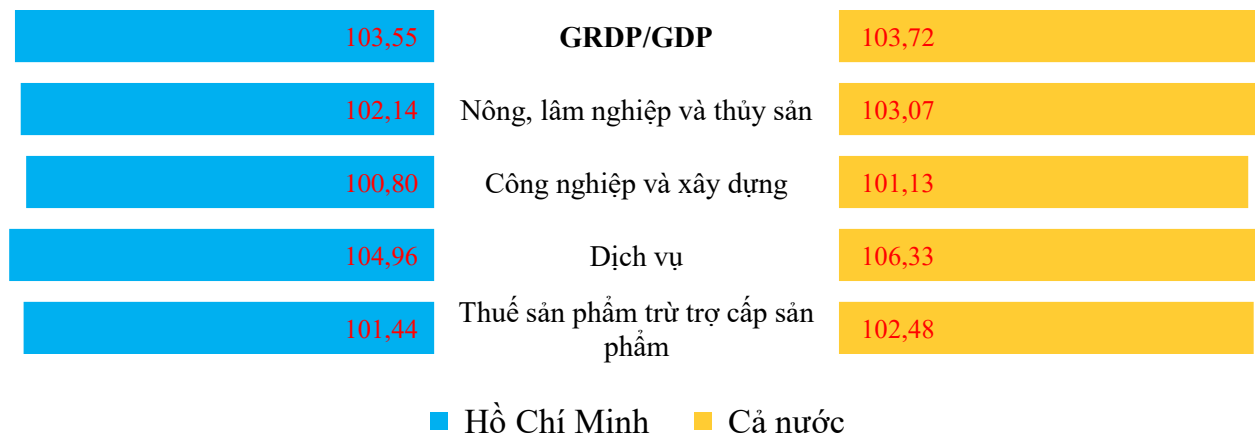 103,55 GRDP/GDP 103,72
102,14 Nông, lâm nghiệp và thủy sản 103,07
100,80 Công nghiệp và xây dựng 101,13
104,96 Dịch vụ 106,33
101,44 Thuế sản phẩm trừ trợ cấp sản 102,48
phẩm
Hồ Chí Minh Cả nước